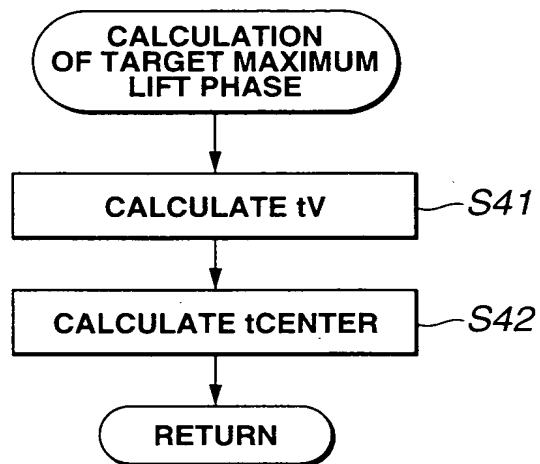 CALCULATION
OF TARGET MAXIMUM
LIFT PHASE
CALCULATE tV
S41
CALCULATE tCENTER
S42
RETURN